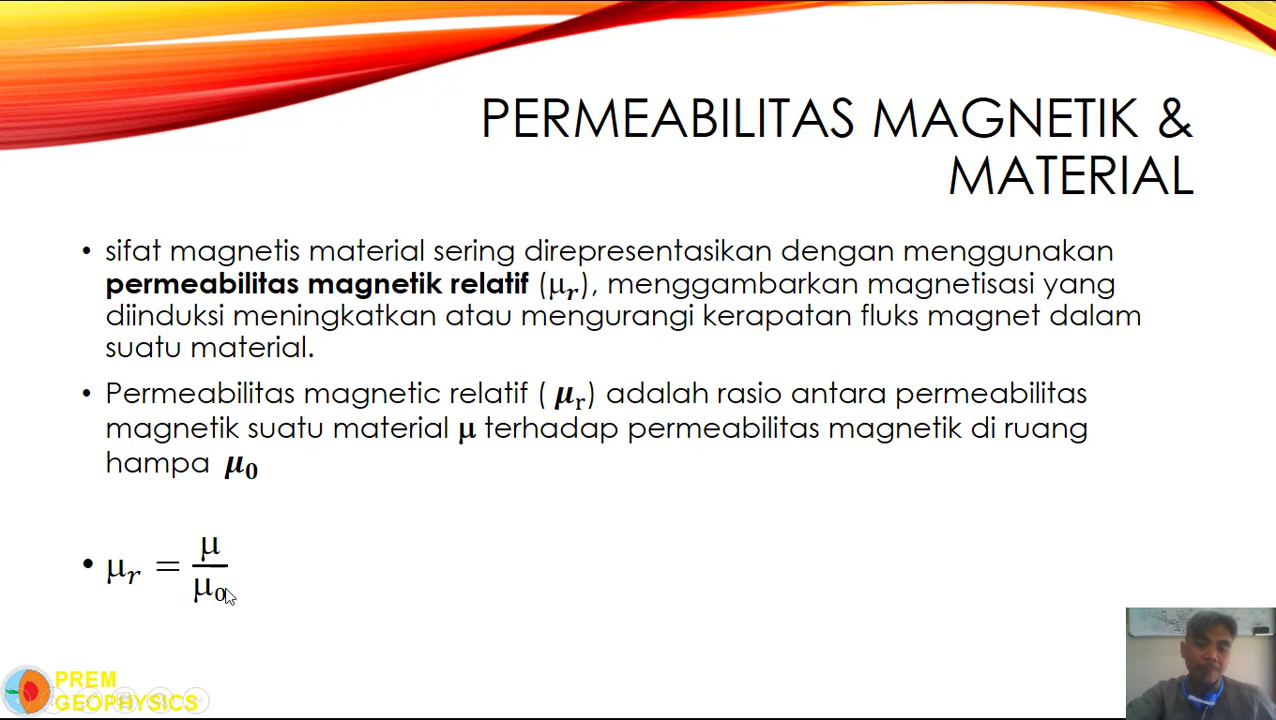 PERMEABILITAS MAGNETIK &
MATERIAL
• sifat magnetis material sering direpresentasikan dengan menggunakan
permeabilitas magnetik relatif (μr), menggambarkan magnetisasi yang
diinduksi meningkatkan atau mengurangi kerapatan fluks magnet dalam
suatu material.
• Permeabilitas magnetic relatif ( μr) adalah rasio antara permeabilitas
magnetik suatu material μ terhadap permeabilitas magnetik di ruang
hampa μ0
• μr = μ/μ0
PREM
GEOPHYSICS